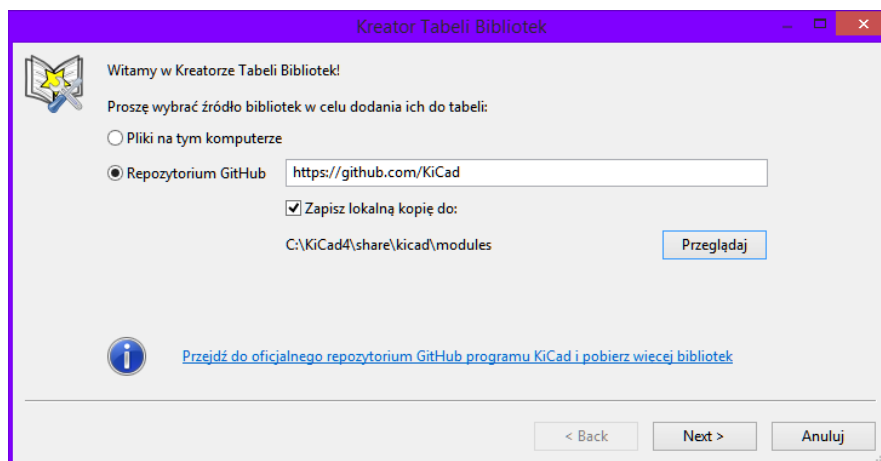 Kreator Tabeli Bibliotek
Witamy w Kreatorze Tabeli Bibliotek!
Proszę wybrać źródło bibliotek w celu dodania ich do tabeli:
Pliki na tym komputerze
Repozytorium GitHub https://github.com/KiCad
Zapisz lokalną kopię do:
C:\KiCad4\share\kicad\modules Przeglądaj
Przejdź do oficjalnego repozytorium GitHub programu KiCad i pobierz wiecej bibliotek
< Back Next > Anuluj